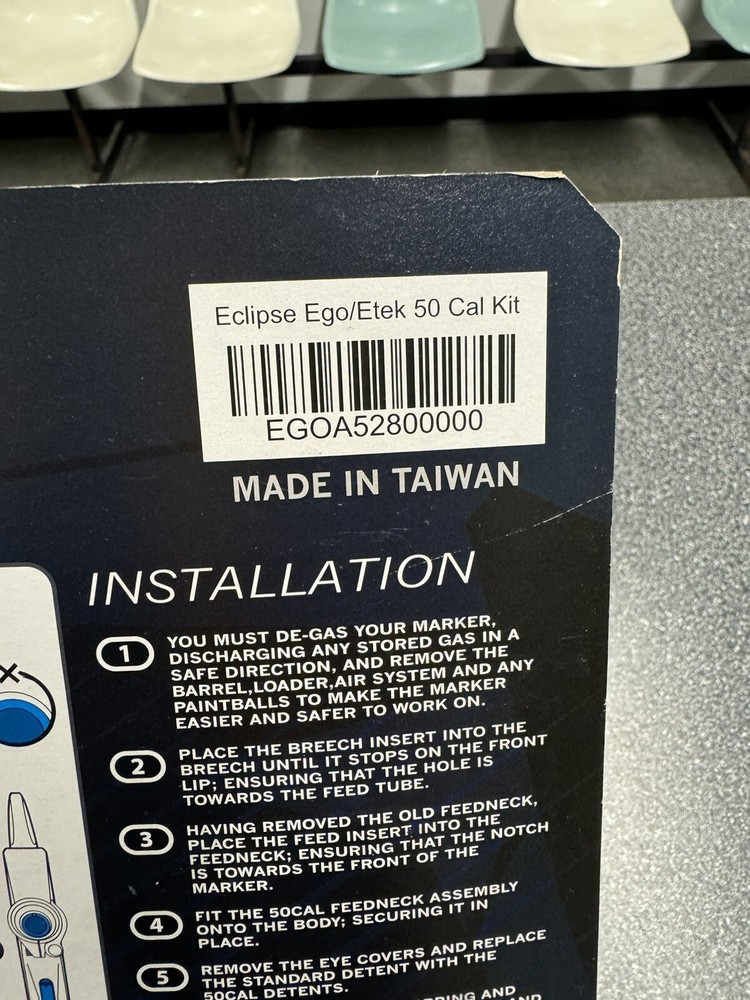 Eclipse Ego/Etek 50 Cal Kit
EGOA52800000
MADE IN TAIWAN
INSTALLATION
1 YOU MUST DE-GAS YOUR MARKER,
DISCHARGING ANY STORED GAS IN A
SAFE DIRECTION, AND REMOVE THE
BARREL,LOADER,AIR SYSTEM AND ANY
PAINTBALLS TO MAKE THE MARKER
EASIER AND SAFER TO WORK ON.
2 PLACE THE BREECH INSERT INTO THE
BREECH UNTIL IT STOPS ON THE FRONT
LIP; ENSURING THAT THE HOLE IS
TOWARDS THE FEED TUBE.
3 HAVING REMOVED THE OLD FEEDNECK,
PLACE THE FEED INSERT INTO THE
FEEDNECK; ENSURING THAT THE NOTCH
IS TOWARDS THE FRONT OF THE
MARKER.
4 FIT THE 50CAL FEEDNECK ASSEMBLY
ONTO THE BODY; SECURING IT IN
PLACE.
5 REMOVE THE EYE COVERS AND REPLACE
THE STANDARD DETENT WITH THE
50CAL DETENTS.
AND